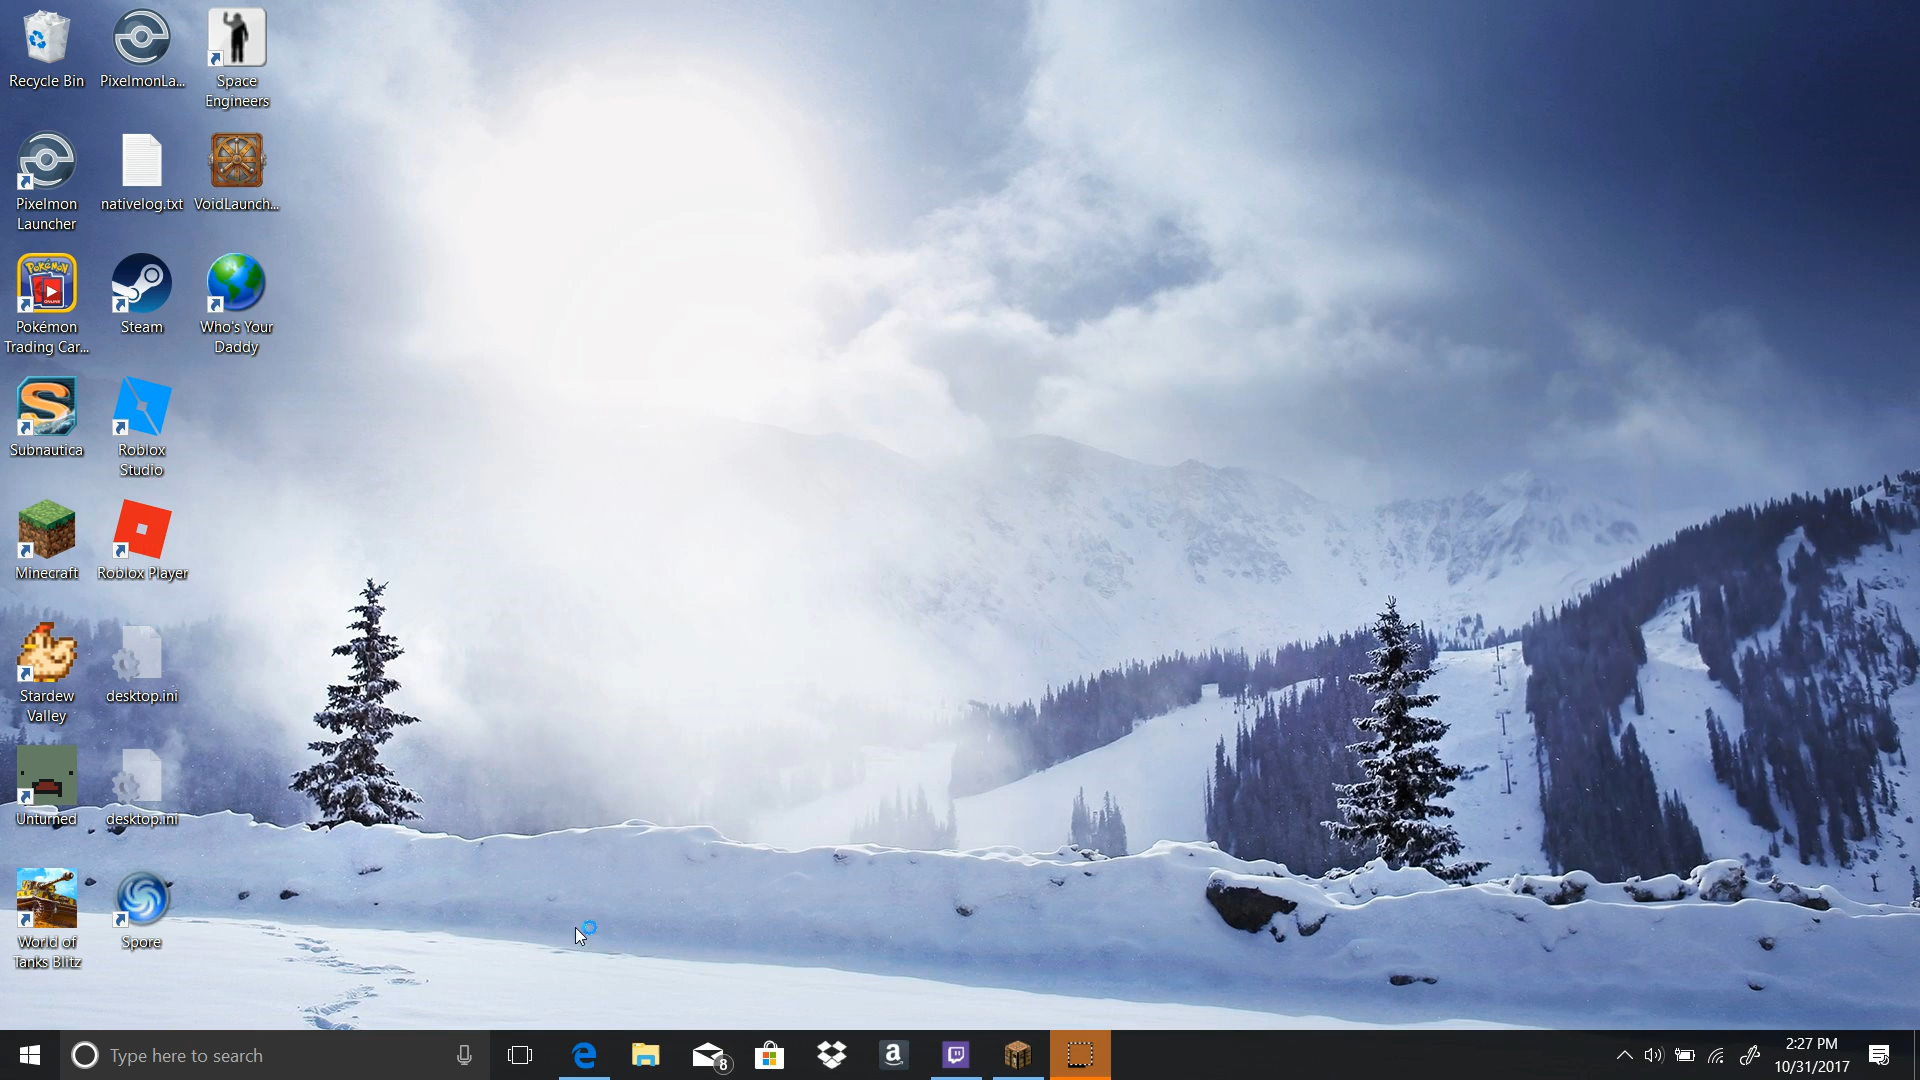 Recycle Bin
PixelmonLa...
Space
Engineers
Pixelmon
Launcher
nativelog.txt
VoidLaunch...
Pokémon
Trading Car...
Steam
Who's Your
Daddy
Subnautica
Roblox
Studio
Minecraft
Roblox Player
Stardew
Valley
desktop.ini
Unturned
desktop.ini
World of
Tanks Blitz
Spore
Type here to search
8
2:27 PM
10/31/2017